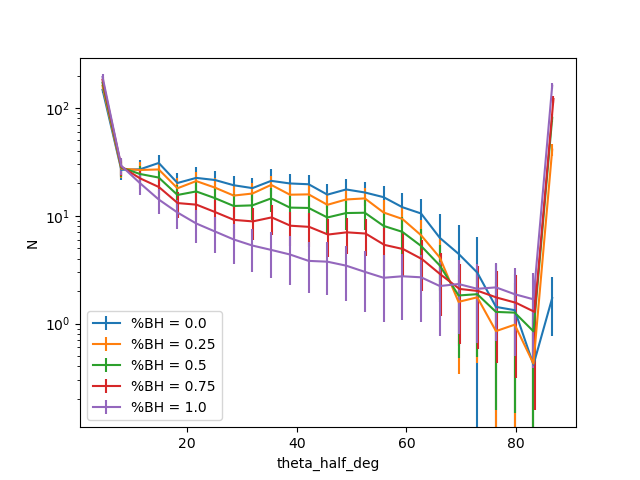 10²
10¹
10⁰
N
%BH = 0.0
%BH = 0.25
%BH = 0.5
%BH = 0.75
%BH = 1.0
20 40 60 80
theta_half_deg